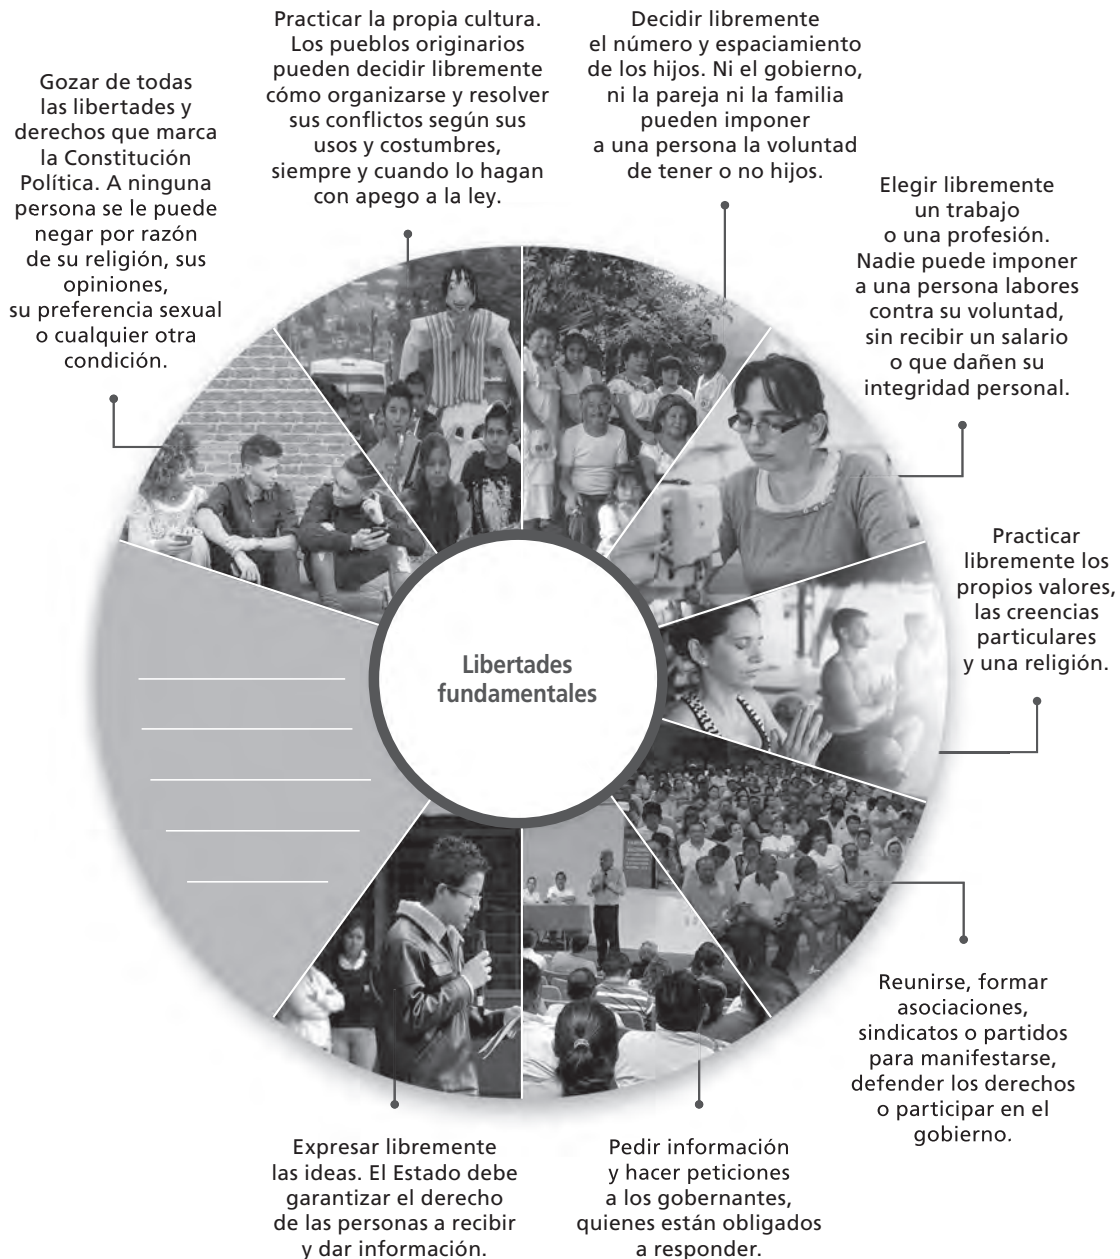 Gozar de todas
las libertades y
derechos que marca
la Constitución
Política. A ninguna
persona se le puede
negar por razón
de su religión, sus
opiniones,
su preferencia sexual
o cualquier otra
condición.
Practicar la propia cultura.
Los pueblos originarios
pueden decidir libremente
cómo organizarse y resolver
sus conflictos según sus
usos y costumbres,
siempre y cuando lo hagan
con apego a la ley.
Decidir libremente
el número y espaciamiento
de los hijos. Ni el gobierno,
ni la pareja ni la familia
pueden imponer
a una persona la voluntad
de tener o no hijos.
Elegir libremente
un trabajo
o una profesión.
Nadie puede imponer
a una persona labores
contra su voluntad,
sin recibir un salario
o que dañen su
integridad personal.
Practicar
libremente los
propios valores,
las creencias
particulares
y una religión.
Libertades
fundamentales
Reunirse, formar
asociaciones,
sindicatos o partidos
para manifestarse,
defender los derechos
o participar en el
gobierno.
Pedir información
y hacer peticiones
a los gobernantes,
quienes están obligados
a responder.
Expresar libremente
las ideas. El Estado debe
garantizar el derecho
de las personas a recibir
y dar información.